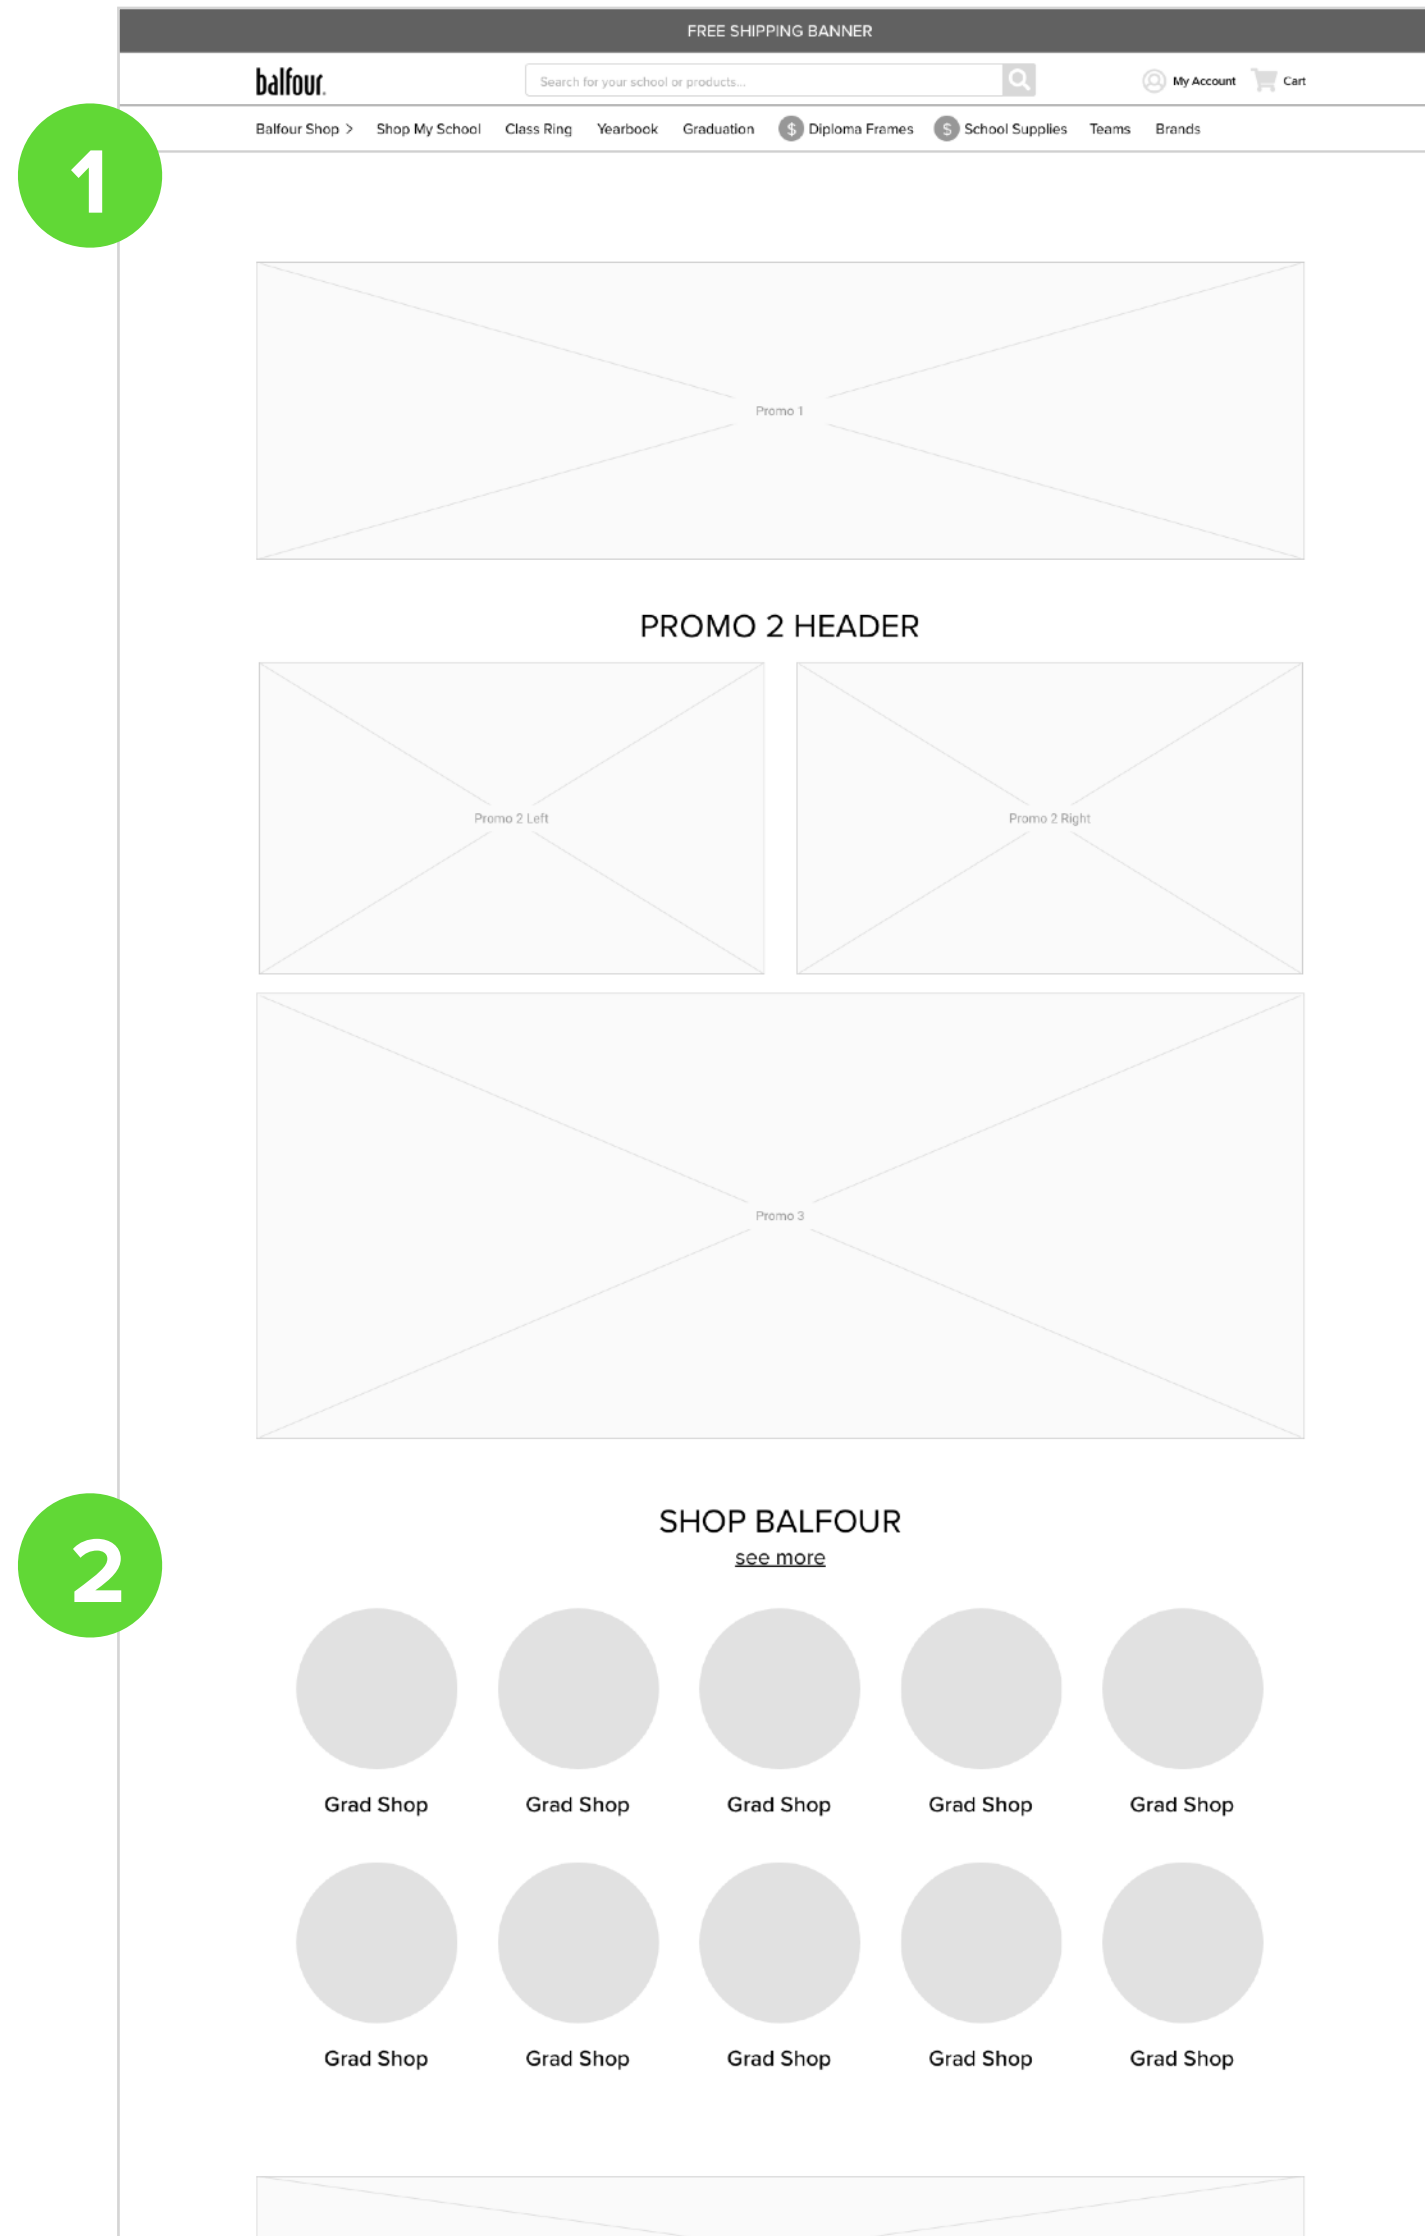 FREE SHIPPING BANNER
balfour.
Search for your school or products...
My Account
Cart
Balfour Shop > Shop My School Class Ring Yearbook Graduation $ Diploma Frames $ School Supplies Teams Brands
1
Promo 1
PROMO 2 HEADER
Promo 2 Left
Promo 2 Right
Promo 3
2
SHOP BALFOUR
see more
Grad Shop Grad Shop Grad Shop Grad Shop Grad Shop
Grad Shop Grad Shop Grad Shop Grad Shop Grad Shop